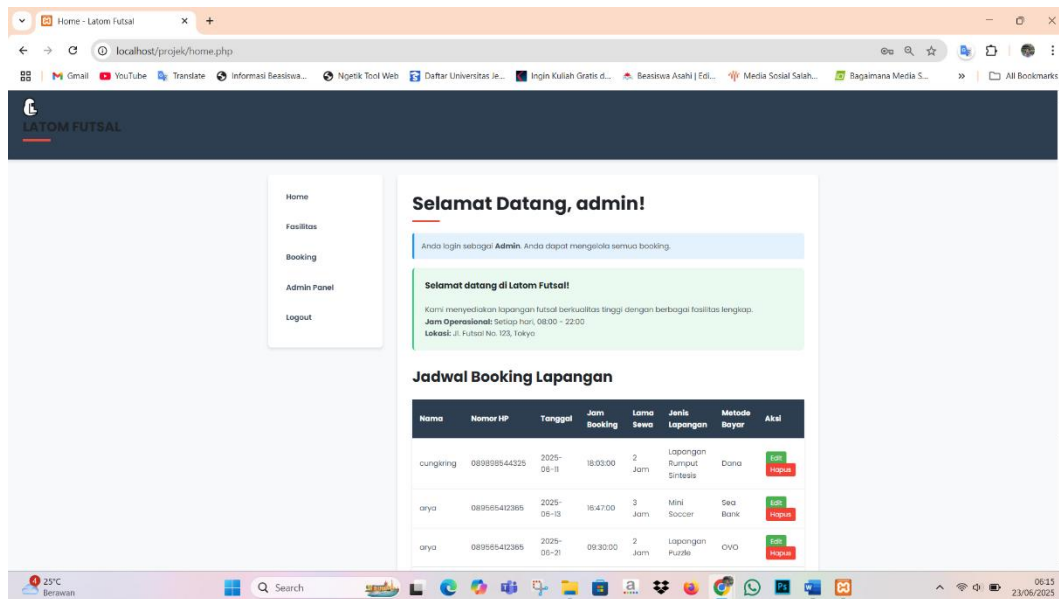 Home - Latom Futsal
localhost/projek/home.php
Gmail YouTube Translate Informasi Beasiswa... Ngetik Tool Web Daftar Universitas Je... Ingin Kuliah Gratis d... Beasiswa Asahi | Edi... Media Sosial Salah... Bagaimana Media S... » All Bookmarks
LATOM FUTSAL
Home
Fasilitas
Booking
Admin Panel
Logout
Selamat Datang, admin!
Anda login sebagai Admin. Anda dapat mengelola semua booking.
Selamat datang di Latom Futsal!
Kami menyediakan lapangan futsal berkualitas tinggi dengan berbagai fasilitas lengkap.
Jam Operasional: Setiap hari, 08:00 - 22:00
Lokasi: Jl. Futsal No. 123, Tokyo
Jadwal Booking Lapangan
Nama Nomor HP Tanggal Jam Booking Lama Sewa Jenis Lapangan Metode Bayar Aksi
cungkring 089898544325 2025-06-11 18:03:00 2 Jam Lapangan Rumput Sintesis Dana Edit Hapus
arya 089565412365 2025-06-13 16:47:00 3 Jam Mini Soccer Sea Bank Edit Hapus
arya 089565412365 2025-06-21 09:30:00 2 Jam Lapangan Puzzle OVO Edit Hapus
4
25°C
Berawan
Search
06:15
23/06/2025